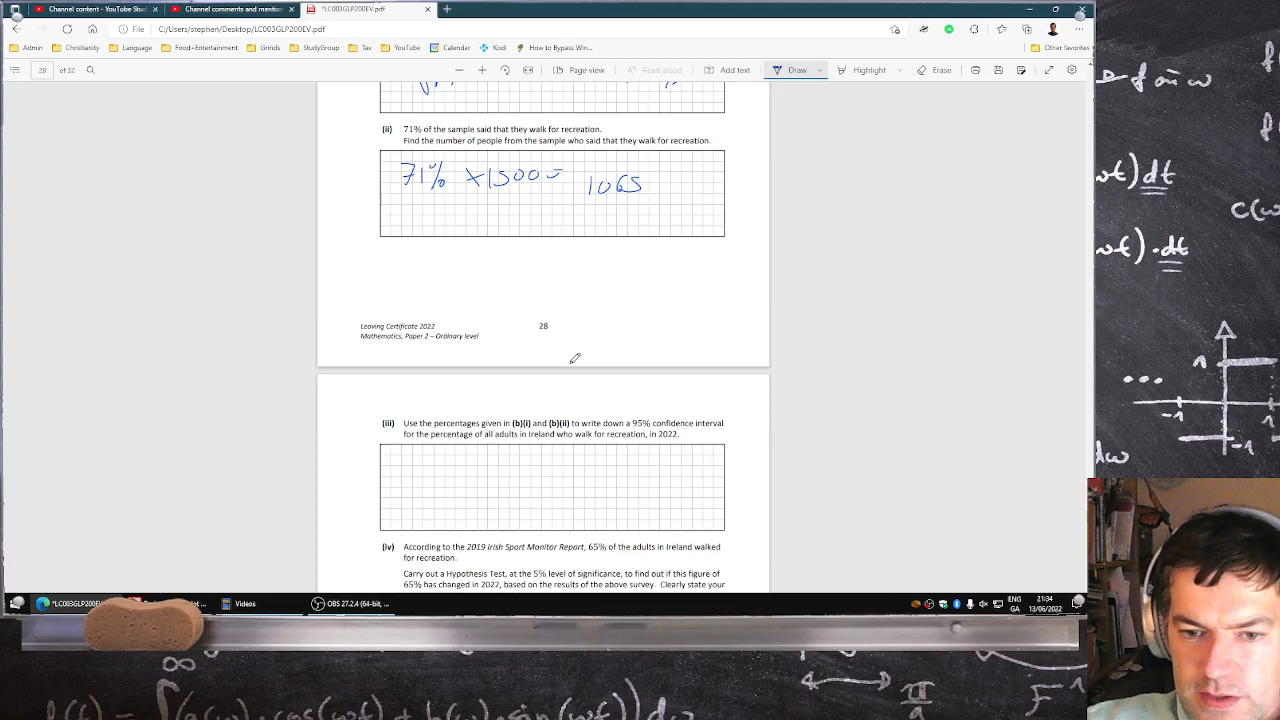 Channel content - YouTube Stud
Channel comments and mentio
*LC003GLP200EV.pdf
File
C:/Users/stephen/Desktop/LC003GLP200EV.pdf
Admin
Christianity
Language
Food+Entertainment
Grinds
StudyGroup
Tax
YouTube
Calendar
Kodi
How to Bypass Win...
Other favorites
28 of 32
Page view
Read aloud
Add text
Draw
Highlight
Erase
(ii) 71% of the sample said that they walk for recreation.
Find the number of people from the sample who said that they walk for recreation.
71% ×1500= 1065
Leaving Certificate 2022
Mathematics, Paper 2 – Ordinary level
28
(iii) Use the percentages given in (b)(i) and (b)(ii) to write down a 95% confidence interval
for the percentage of all adults in Ireland who walk for recreation, in 2022.
(iv) According to the 2019 Irish Sport Monitor Report, 65% of the adults in Ireland walked
for recreation.
Carry out a Hypothesis Test, at the 5% level of significance, to find out if this figure of
65% has changed in 2022, based on the results of the above survey. Clearly state your
*LC003GLP200EV
Videos
OBS 27.2.4 (64-bit, ...
ENG
GA
21:34
13/06/2022